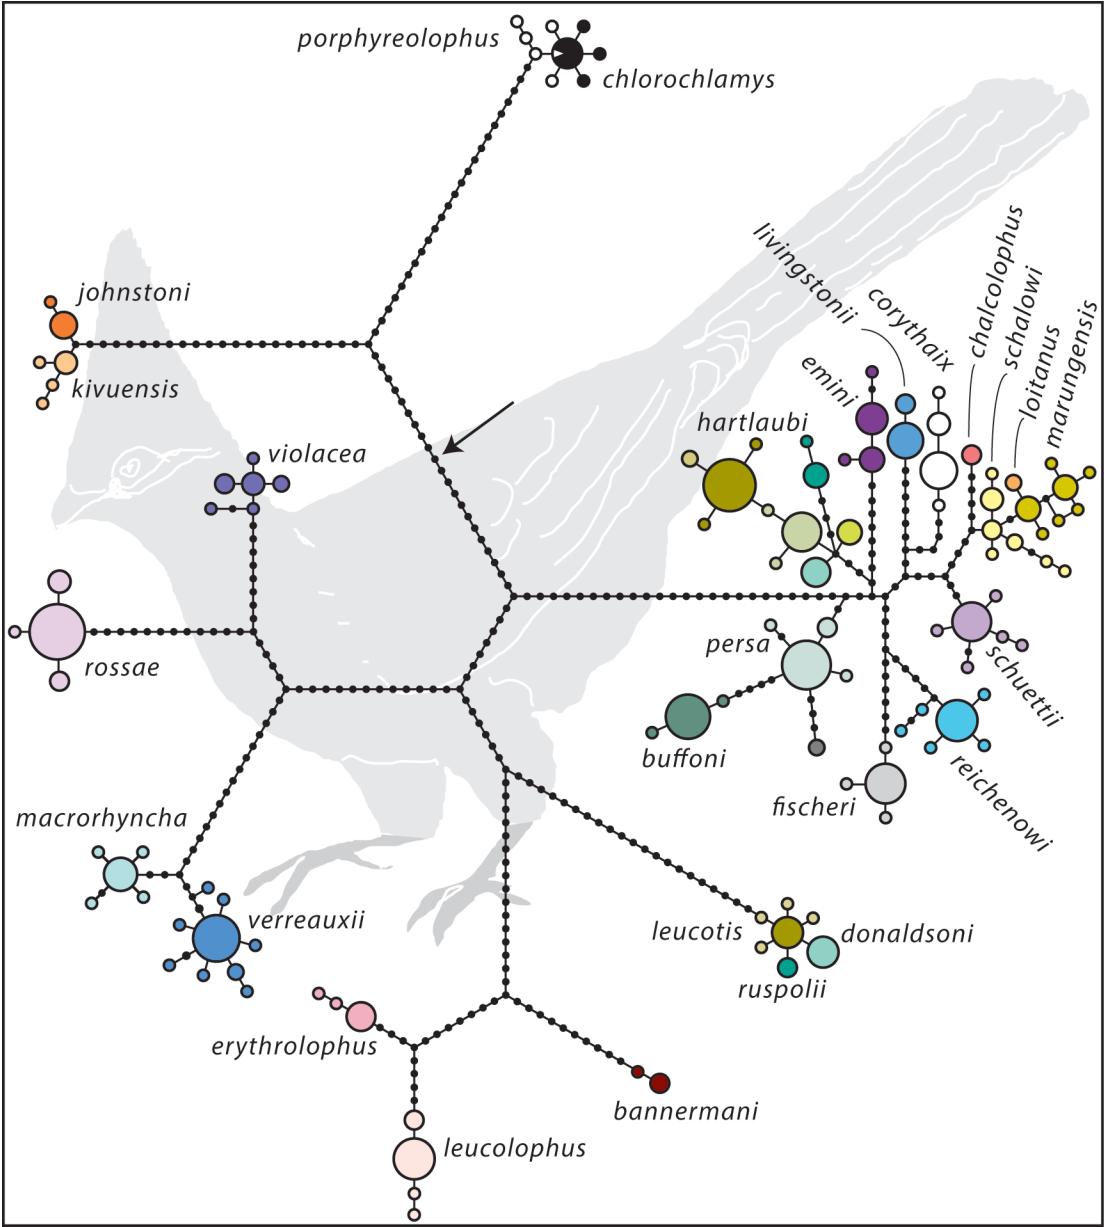 porphyreolophus
chlorochlamys
johnstoni
kivuensis
violacea
rossae
macrorhyncha
verreauxii
erythrolophus
leucolophus
bannermani
leucotis
donaldsoni
ruspolii
livingstonii
corythaix
chalcolophus
schalowi
loitanus
marungensis
emini
hartlaubi
persa
buffoni
fischeri
reichenowi
schuettii